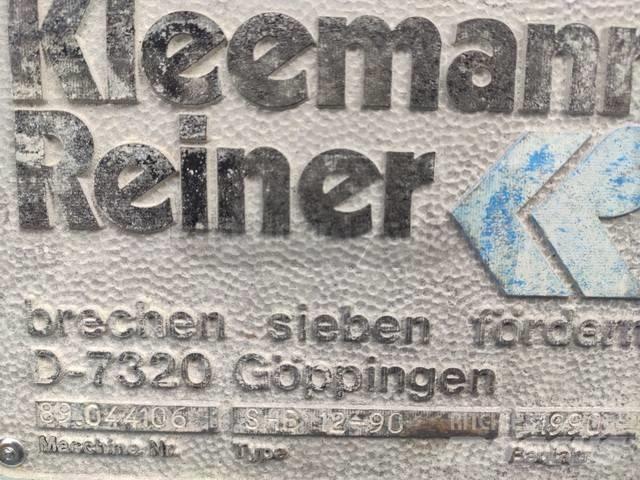 Kleemann
Reiner
brechen sieben fördern
D-7320 Göppingen
89.044106 SHB 12-90 1990
Maschine Nr. Type Baujahr